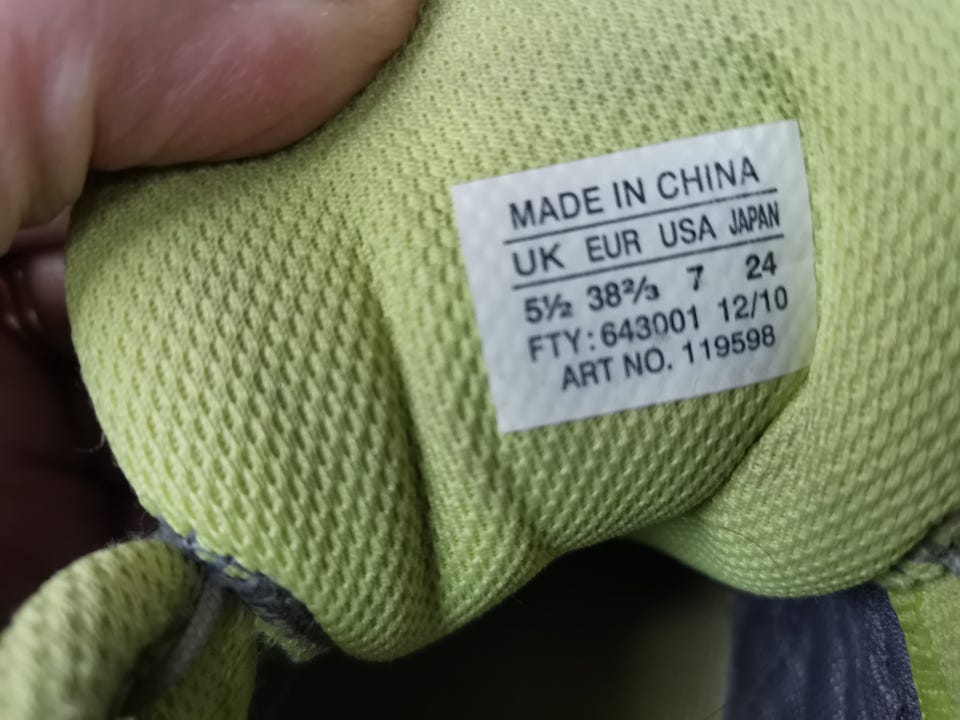 MADE IN CHINA
UK EUR USA JAPAN
5½ 38⅔ 7 24
FTY:643001 12/10
ART NO. 119598